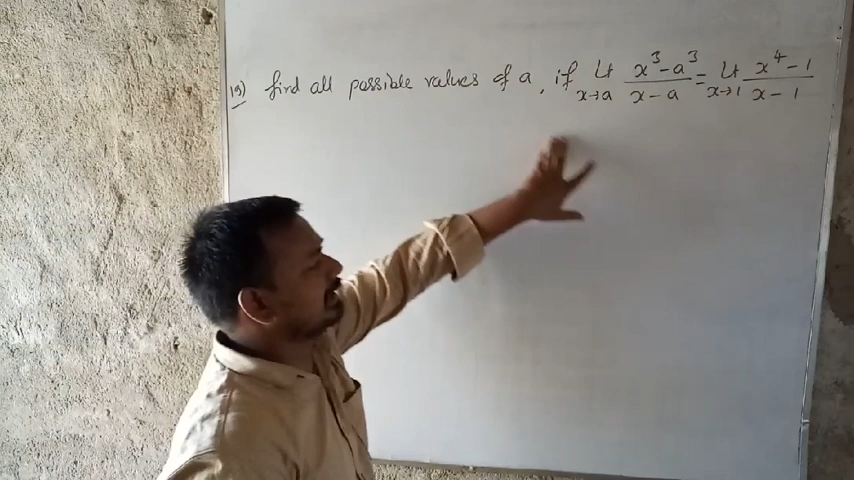 19) find all possible values of a, if Lt x→a x³-a³/x-a = Lt x→1 x⁴-1/x-1